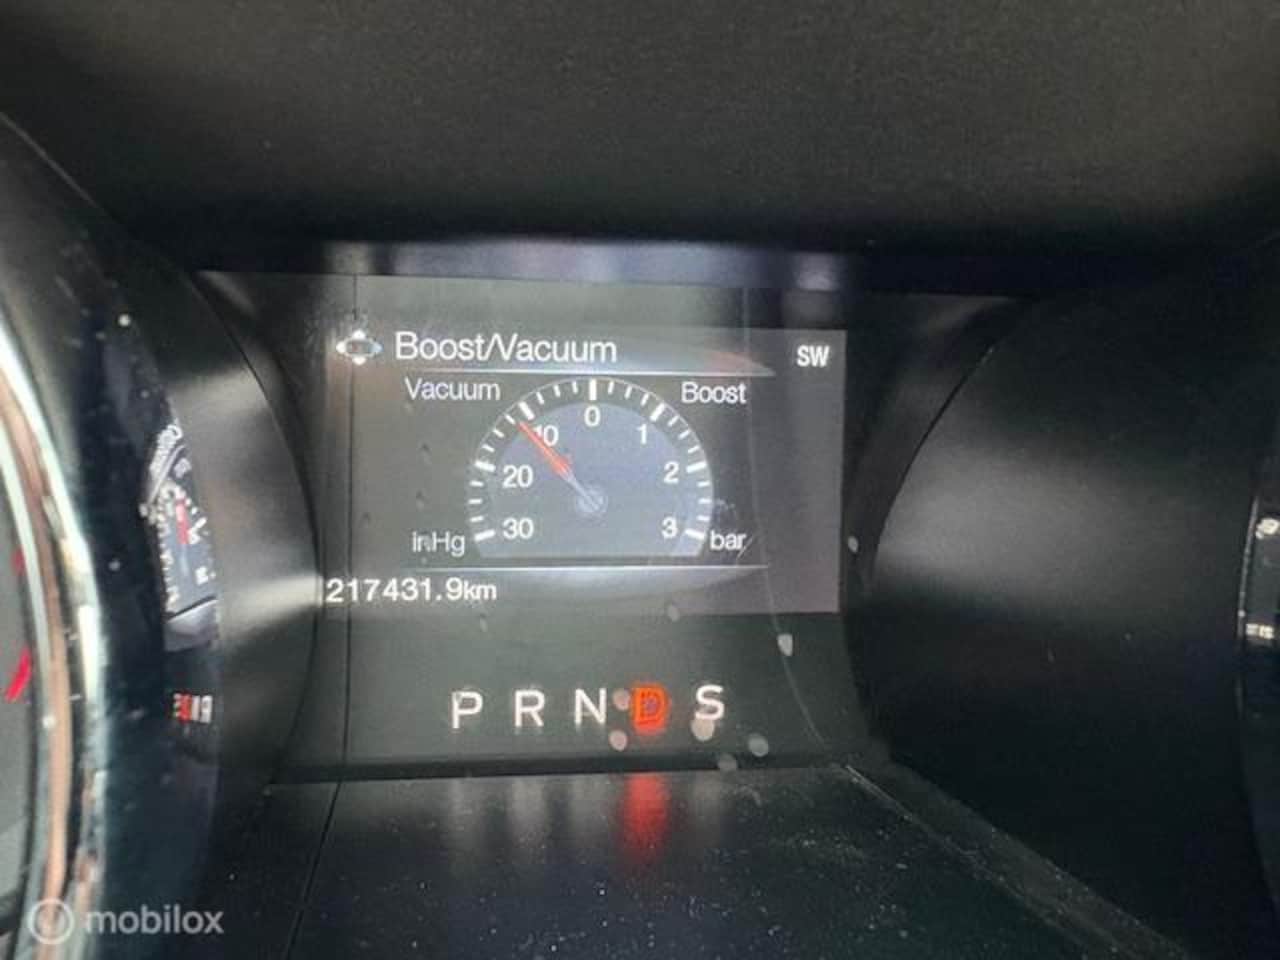 Boost/Vacuum SW
Vacuum Boost
0
10 1
20 2
30 3
inHg bar
217431.9km
P R N D S
mobilox